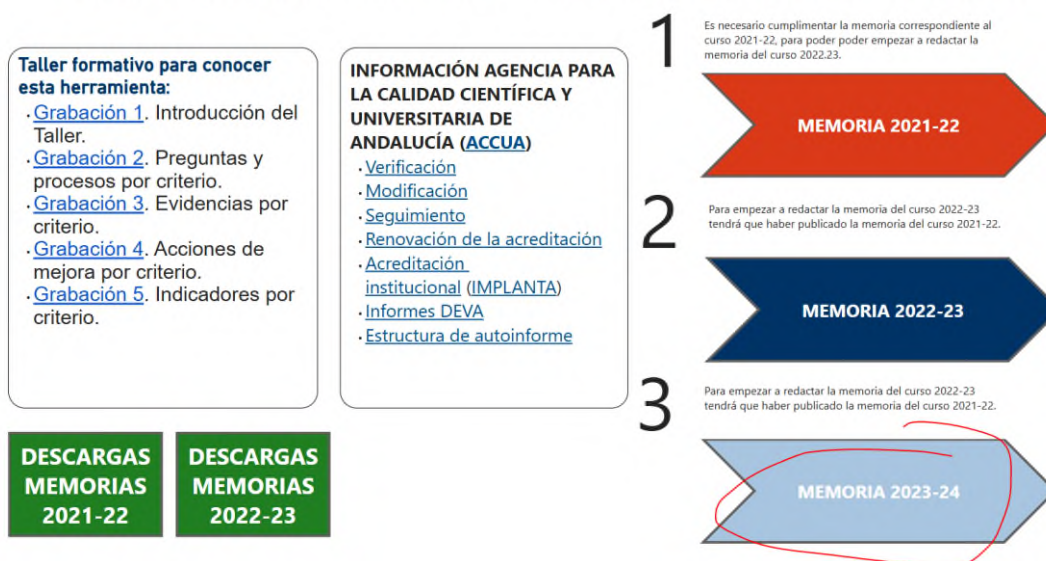 Taller formativo para conocer
esta herramienta:
· Grabación 1. Introducción del
Taller.
· Grabación 2. Preguntas y
procesos por criterio.
· Grabación 3. Evidencias por
criterio.
· Grabación 4. Acciones de
mejora por criterio.
· Grabación 5. Indicadores por
criterio.
INFORMACIÓN AGENCIA PARA
LA CALIDAD CIENTÍFICA Y
UNIVERSITARIA DE
ANDALUCÍA (ACCUA)
· Verificación
· Modificación
· Seguimiento
· Renovación de la acreditación
· Acreditación
institucional (IMPLANTA)
· Informes DEVA
· Estructura de autoinforme
DESCARGAS
MEMORIAS
2021-22
DESCARGAS
MEMORIAS
2022-23
1
Es necesario cumplimentar la memoria correspondiente al
curso 2021-22, para poder poder empezar a redactar la
memoria del curso 2022.23.
MEMORIA 2021-22
2
Para empezar a redactar la memoria del curso 2022-23
tendrá que haber publicado la memoria del curso 2021-22.
MEMORIA 2022-23
3
Para empezar a redactar la memoria del curso 2022-23
tendrá que haber publicado la memoria del curso 2021-22.
MEMORIA 2023-24